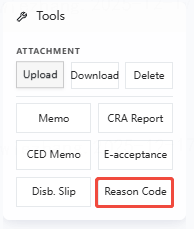 Tools
ATTACHMENT
Upload Download Delete
Memo CRA Report
CED Memo E-acceptance
Disb. Slip Reason Code